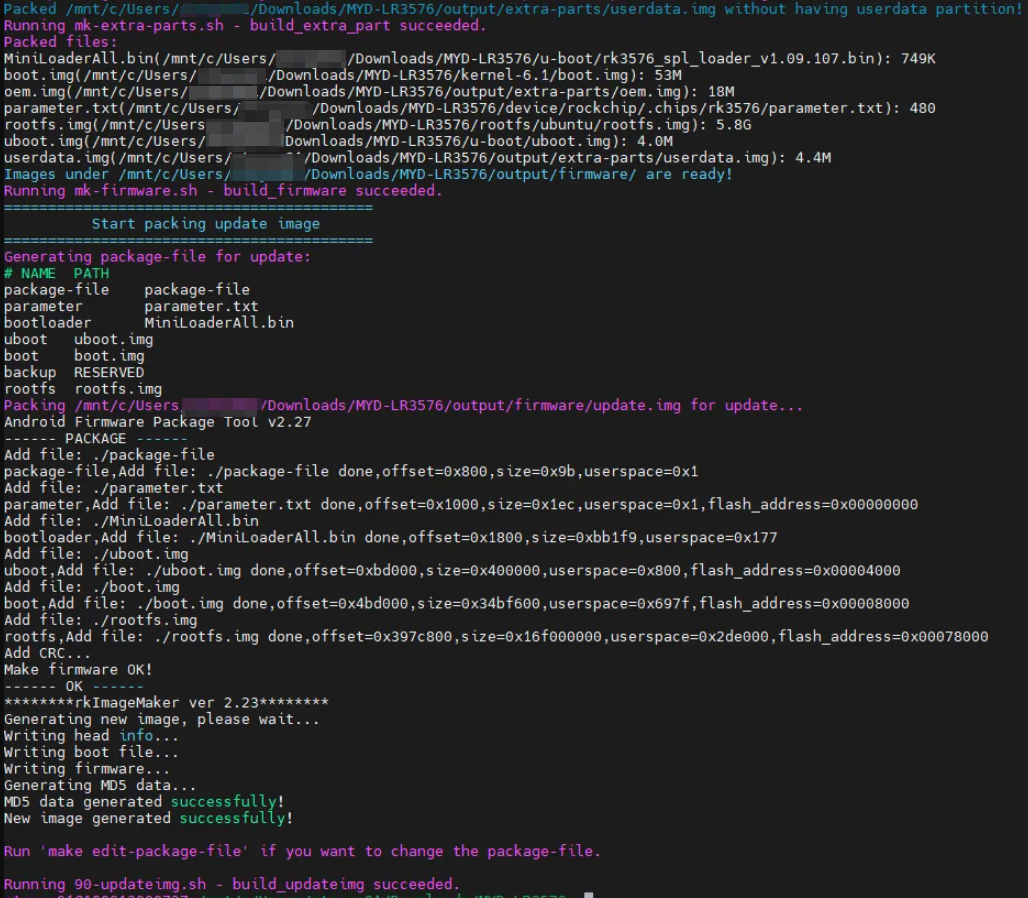 Packed /mnt/c/Users/ /Downloads/MYD-LR3576/output/extra-parts/userdata.img without having userdata partition!
Running mk-extra-parts.sh - build_extra_part succeeded.
Packed files:
MiniLoaderAll.bin(/mnt/c/Users/ /Downloads/MYD-LR3576/u-boot/rk3576_spl_loader_v1.09.107.bin): 749K
boot.img(/mnt/c/Users/ /Downloads/MYD-LR3576/kernel-6.1/boot.img): 53M
oem.img(/mnt/c/Users/ /Downloads/MYD-LR3576/output/extra-parts/oem.img): 18M
parameter.txt(/mnt/c/Users/ /Downloads/MYD-LR3576/device/rockchip/.chips/rk3576/parameter.txt): 480
rootfs.img(/mnt/c/Users /Downloads/MYD-LR3576/rootfs/ubuntu/rootfs.img): 5.8G
uboot.img(/mnt/c/Users/ Downloads/MYD-LR3576/u-boot/uboot.img): 4.0M
userdata.img(/mnt/c/Users/ /Downloads/MYD-LR3576/output/extra-parts/userdata.img): 4.4M
Images under /mnt/c/Users/ /Downloads/MYD-LR3576/output/firmware/ are ready!
Running mk-firmware.sh - build_firmware succeeded.
==========================================
Start packing update image
==========================================
Generating package-file for update:
# NAME PATH
package-file package-file
parameter parameter.txt
bootloader MiniLoaderAll.bin
uboot uboot.img
boot boot.img
backup RESERVED
rootfs rootfs.img
Packing /mnt/c/Users /Downloads/MYD-LR3576/output/firmware/update.img for update...
Android Firmware Package Tool v2.27
------ PACKAGE ------
Add file: ./package-file
package-file,Add file: ./package-file done,offset=0x800,size=0x9b,userspace=0x1
Add file: ./parameter.txt
parameter,Add file: ./parameter.txt done,offset=0x1000,size=0x1ec,userspace=0x1,flash_address=0x00000000
Add file: ./MiniLoaderAll.bin
bootloader,Add file: ./MiniLoaderAll.bin done,offset=0x1800,size=0xbb1f9,userspace=0x177
Add file: ./uboot.img
uboot,Add file: ./uboot.img done,offset=0xbd000,size=0x400000,userspace=0x800,flash_address=0x00004000
Add file: ./boot.img
boot,Add file: ./boot.img done,offset=0x4bd000,size=0x34bf600,userspace=0x697f,flash_address=0x00008000
Add file: ./rootfs.img
rootfs,Add file: ./rootfs.img done,offset=0x397c800,size=0x16f000000,userspace=0x2de000,flash_address=0x00078000
Add CRC...
Make firmware OK!
------ OK ------
********rkImageMaker ver 2.23********
Generating new image, please wait...
Writing head info...
Writing boot file...
Writing firmware...
Generating MD5 data...
MD5 data generated successfully!
New image generated successfully!
Run 'make edit-package-file' if you want to change the package-file.
Running 90-updateimg.sh - build_updateimg succeeded.